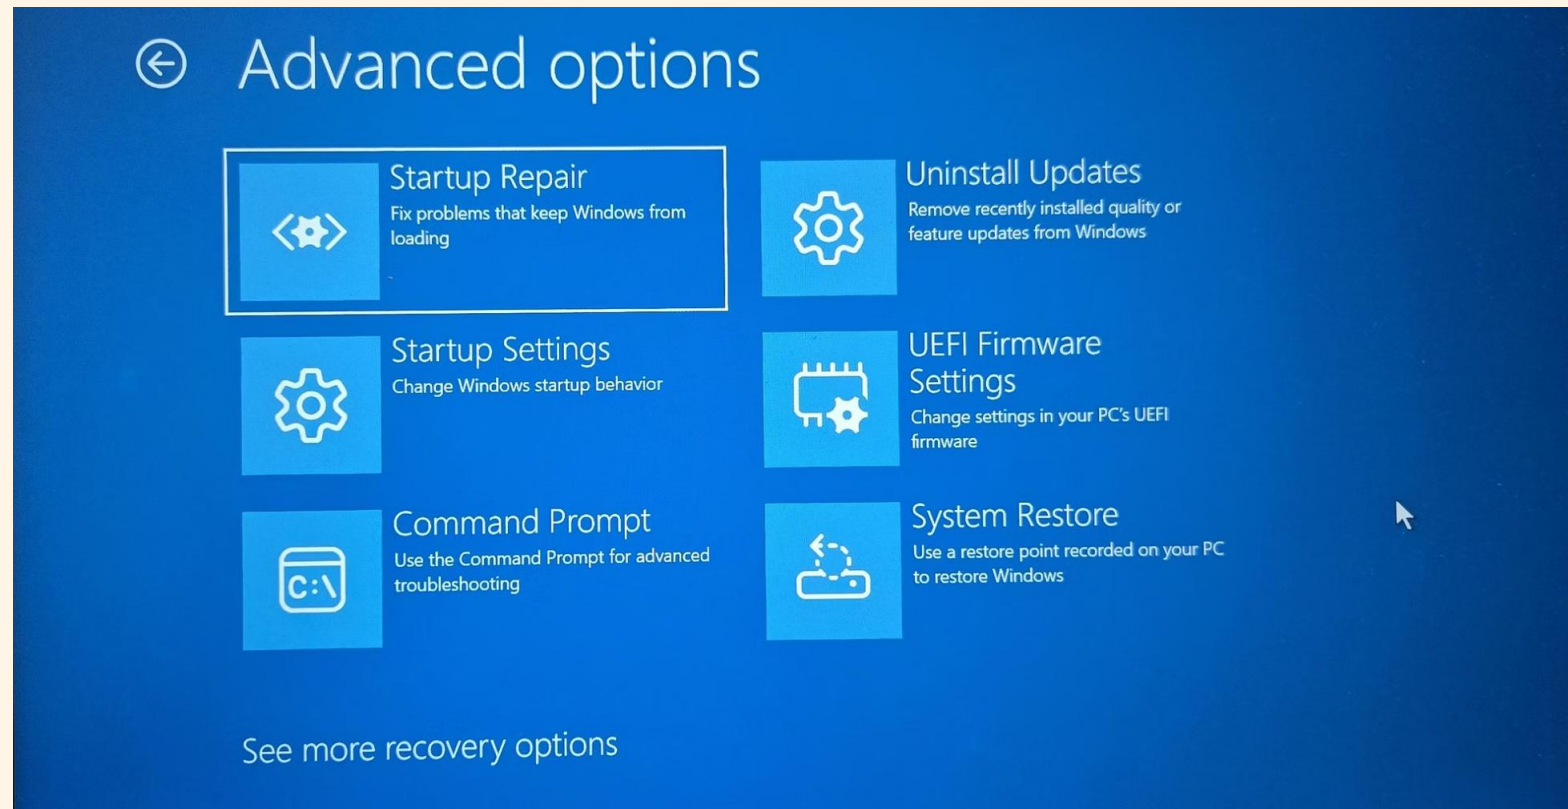 Advanced options
Startup Repair
Fix problems that keep Windows from
loading
Uninstall Updates
Remove recently installed quality or
feature updates from Windows
Startup Settings
Change Windows startup behavior
UEFI Firmware
Settings
Change settings in your PC's UEFI
firmware
Command Prompt
Use the Command Prompt for advanced
troubleshooting
C:\
System Restore
Use a restore point recorded on your PC
to restore Windows
See more recovery options